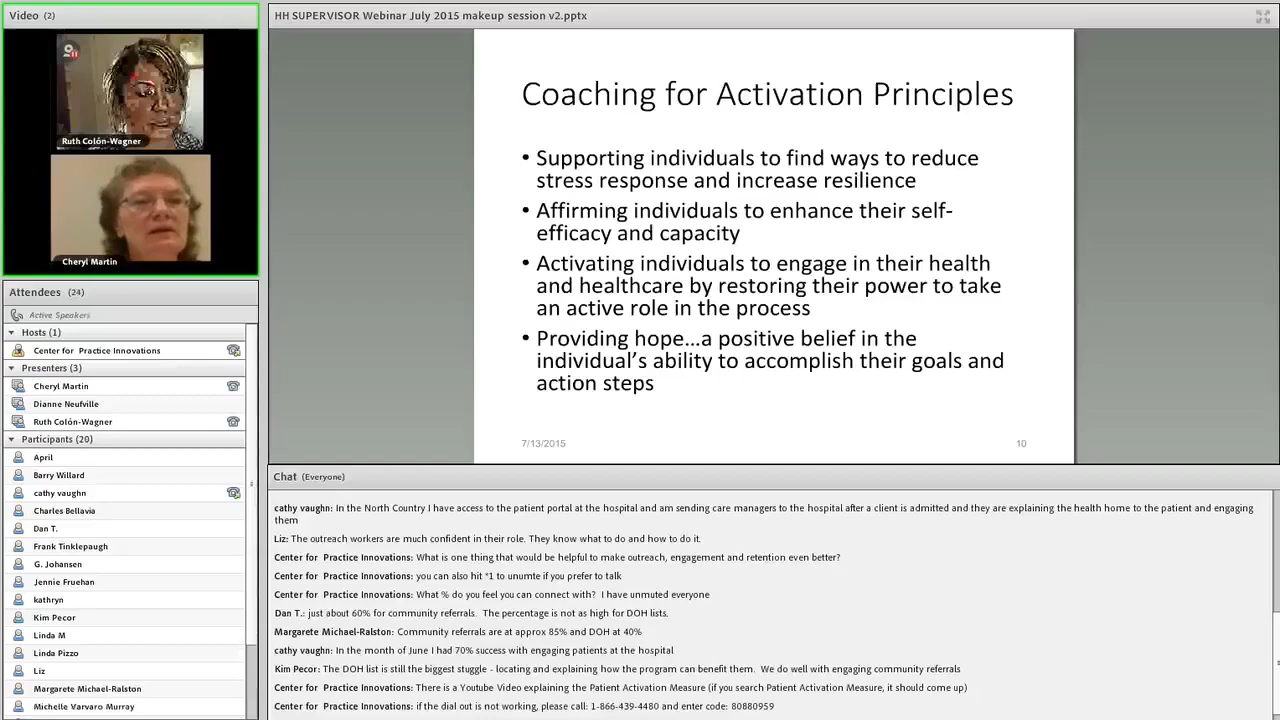 Video (2)
Ruth Colón-Wagner
Cheryl Martin
Attendees (24)
Active Speakers
Hosts (1)
Center for Practice Innovations
Presenters (3)
Cheryl Martin
Dianne Neufville
Ruth Colón-Wagner
Participants (20)
April
Barry Willard
cathy vaughn
Charles Bellavia
Dan T.
Frank Tinklepaugh
G. Johansen
Jennie Fruehan
kathryn
Kim Pecor
Linda M
Linda Pizzo
Liz
Margarete Michael-Ralston
Michelle Varvaro Murray
HH SUPERVISOR Webinar July 2015 makeup session v2.pptx
Coaching for Activation Principles
• Supporting individuals to find ways to reduce
stress response and increase resilience
• Affirming individuals to enhance their self-
efficacy and capacity
• Activating individuals to engage in their health
and healthcare by restoring their power to take
an active role in the process
• Providing hope...a positive belief in the
individual's ability to accomplish their goals and
action steps
7/13/2015
10
Chat (Everyone)
cathy vaughn: In the North Country I have access to the patient portal at the hospital and am sending care managers to the hospital after a client is admitted and they are explaining the health home to the patient and engaging
them
Liz: The outreach workers are much confident in their role. They know what to do and how to do it.
Center for Practice Innovations: What is one thing that would be helpful to make outreach, engagement and retention even better?
Center for Practice Innovations: you can also hit *1 to unumte if you prefer to talk
Center for Practice Innovations: What % do you feel you can connect with? I have unmuted everyone
Dan T.: just about 60% for community referrals. The percentage is not as high for DOH lists.
Margarete Michael-Ralston: Community referrals are at approx 85% and DOH at 40%
cathy vaughn: In the month of June I had 70% success with engaging patients at the hospital
Kim Pecor: The DOH list is still the biggest stuggle - locating and explaining how the program can benefit them. We do well with engaging community referrals
Center for Practice Innovations: There is a Youtube Video explaining the Patient Activation Measure (if you search Patient Activation Measure, it should come up)
Center for Practice Innovations: if the dial out is not working, please call: 1-866-439-4480 and enter code: 80880959